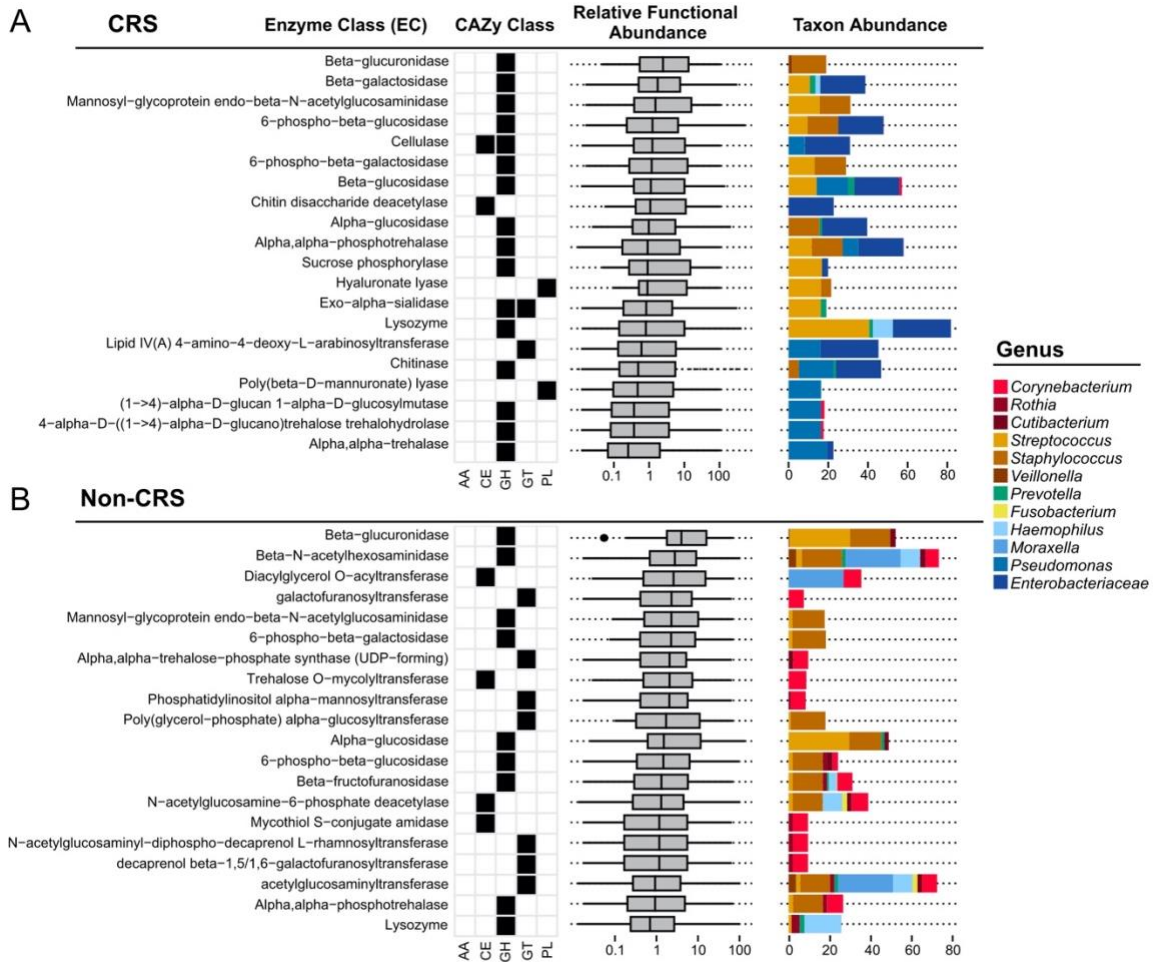 A
CRS
Enzyme Class (EC)
CAZy Class
Relative Functional
Abundance
Taxon Abundance
Beta-glucuronidase
Beta-galactosidase
Mannosyl-glycoprotein endo-beta-N-acetylglucosaminidase
6-phospho-beta-glucosidase
Cellulase
6-phospho-beta-galactosidase
Beta-glucosidase
Chitin disaccharide deacetylase
Alpha-glucosidase
Alpha,alpha-phosphotrehalase
Sucrose phosphorylase
Hyaluronate lyase
Exo-alpha-sialidase
Lysozyme
Lipid IV(A) 4-amino-4-deoxy-L-arabinosyltransferase
Chitinase
Poly(beta-D-mannuronate) lyase
(1->4)-alpha-D-glucan 1-alpha-D-glucosylmutase
4-alpha-D-((1->4)-alpha-D-glucano)trehalose trehalohydrolase
Alpha,alpha-trehalase
AA
CE
GH
GT
PL
0.1 1 10 100
0 20 40 60 80
Genus
Corynebacterium
Rothia
Cutibacterium
Streptococcus
Staphylococcus
Veillonella
Prevotella
Fusobacterium
Haemophilus
Moraxella
Pseudomonas
Enterobacteriaceae
B
Non-CRS
Beta-glucuronidase
Beta-N-acetylhexosaminidase
Diacylglycerol O-acyltransferase
galactofuranosyltransferase
Mannosyl-glycoprotein endo-beta-N-acetylglucosaminidase
6-phospho-beta-galactosidase
Alpha,alpha-trehalose-phosphate synthase (UDP-forming)
Trehalose O-mycolyltransferase
Phosphatidylinositol alpha-mannosyltransferase
Poly(glycerol-phosphate) alpha-glucosyltransferase
Alpha-glucosidase
6-phospho-beta-glucosidase
Beta-fructofuranosidase
N-acetylglucosamine-6-phosphate deacetylase
Mycothiol S-conjugate amidase
N-acetylglucosaminyl-diphospho-decaprenol L-rhamnosyltransferase
decaprenol beta-1,5/1,6-galactofuranosyltransferase
acetylglucosaminyltransferase
Alpha,alpha-phosphotrehalase
Lysozyme
AA
CE
GH
GT
PL
0.1 1 10 100
0 20 40 60 80